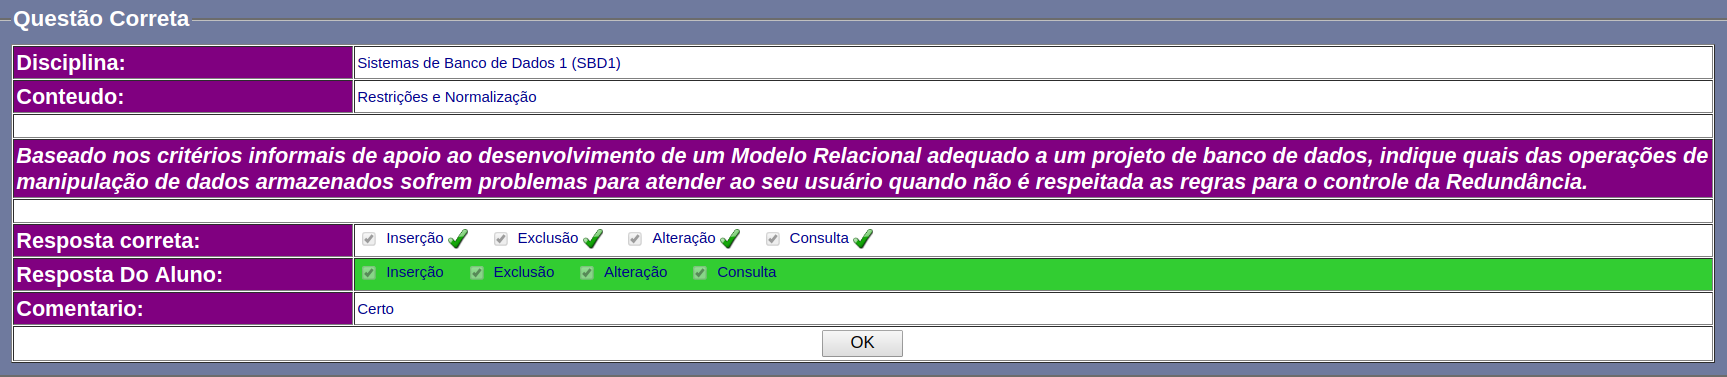 Questão Correta
Disciplina: Sistemas de Banco de Dados 1 (SBD1)
Conteudo: Restrições e Normalização
Baseado nos critérios informais de apoio ao desenvolvimento de um Modelo Relacional adequado a um projeto de banco de dados, indique quais das operações de
manipulação de dados armazenados sofrem problemas para atender ao seu usuário quando não é respeitada as regras para o controle da Redundância.
Resposta correta: Inserção Exclusão Alteração Consulta
Resposta Do Aluno: Inserção Exclusão Alteração Consulta
Comentario: Certo
OK